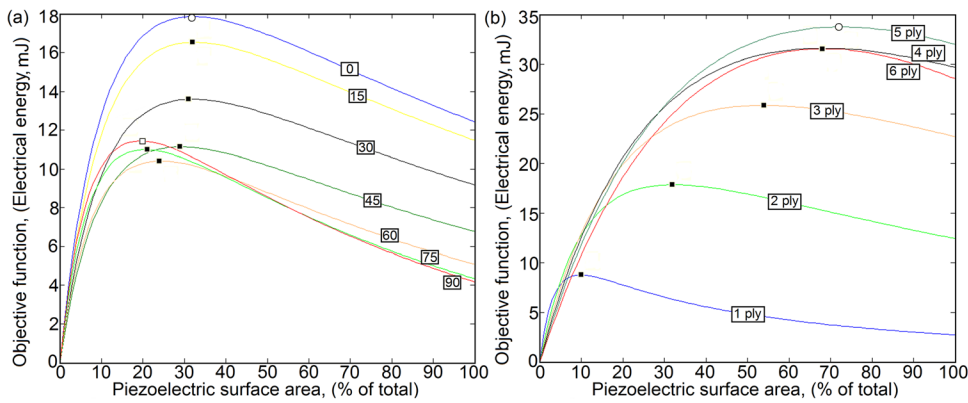 (a)
Objective function, (Electrical energy, mJ)
18
16
14
12
10
8
6
4
2
0
0
15
30
45
60
75
90
0 10 20 30 40 50 60 70 80 90 100
Piezoelectric surface area, (% of total)
(b)
Objective function, (Electrical energy, mJ)
35
30
25
20
15
10
5
0
5 ply
4 ply
6 ply
3 ply
2 ply
1 ply
0 10 20 30 40 50 60 70 80 90 100
Piezoelectric surface area, (% of total)